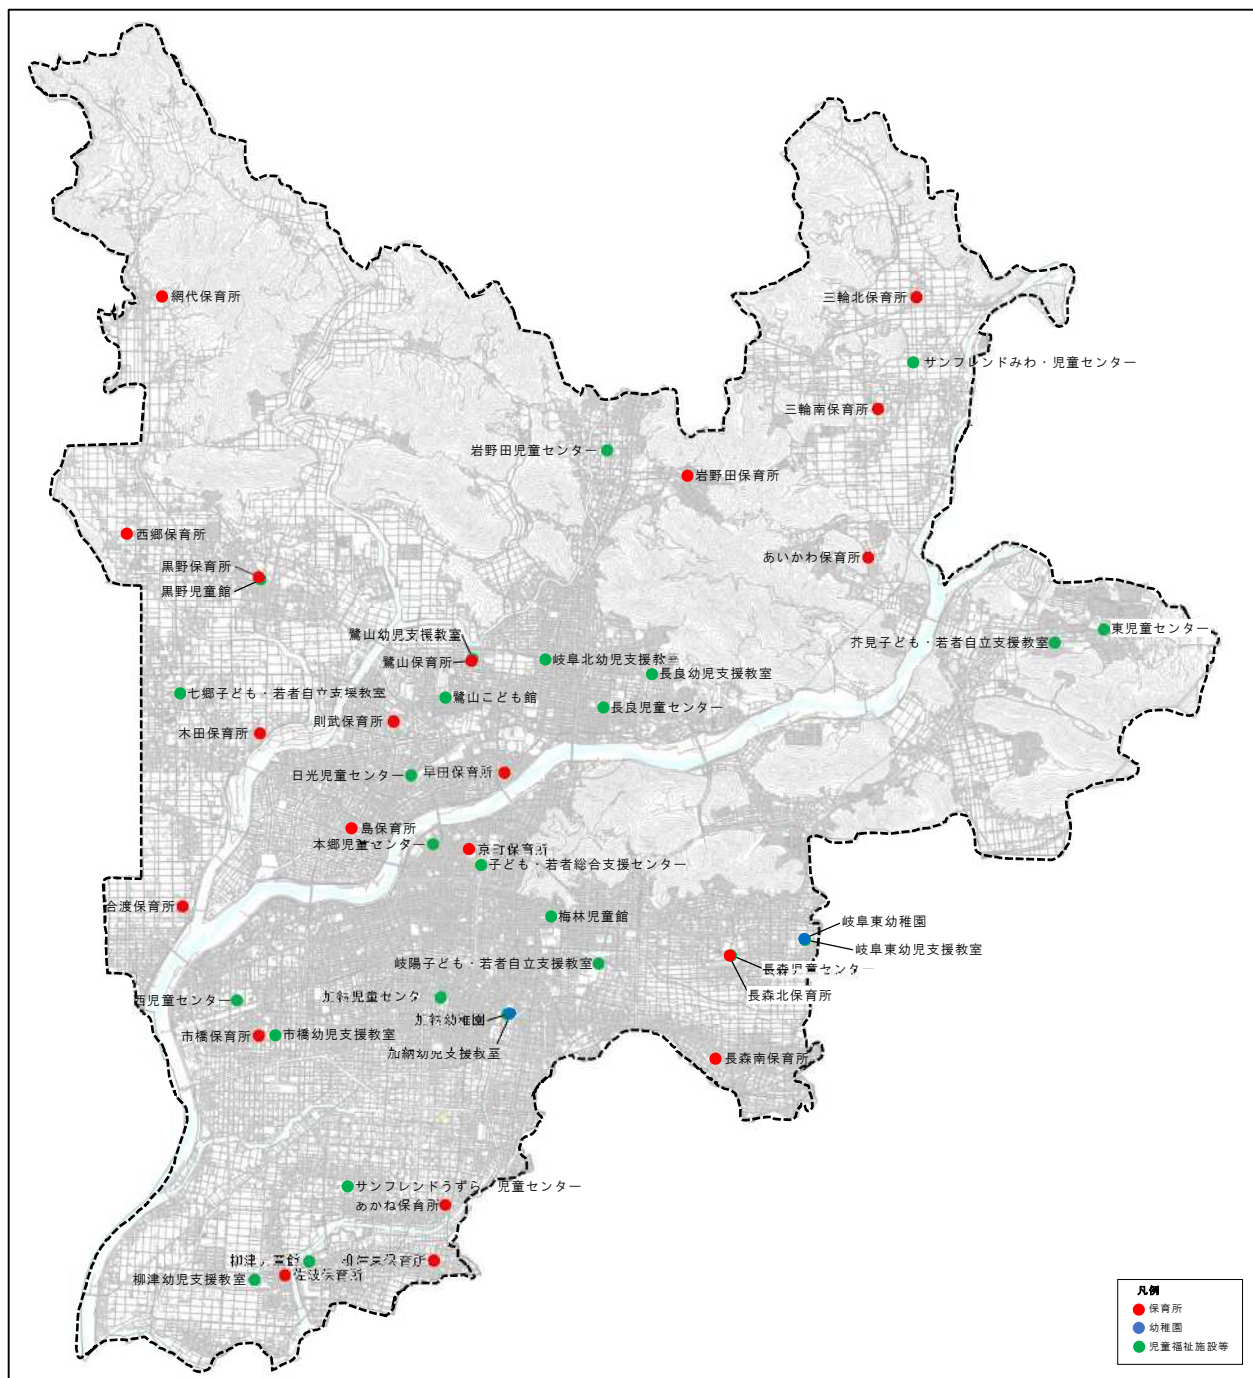 網代保育所
三輪北保育所
サンフレンドみわ・児童センター
三輪南保育所
岩野田児童センター
岩野田保育所
西郷保育所
あいかわ保育所
黒野保育所
黒野児童館
東児童センター
鷺山幼児支援教室
芥見子ども・若者自立支援教室
鷺山保育所
岐阜北幼児支援教室
長良幼児支援教室
七郷子ども・若者自立支援教室
鷺山こども館
長良児童センター
則武保育所
木田保育所
日光児童センター
早田保育所
島保育所
本郷児童センター
京町保育所
子ども・若者総合支援センター
合渡保育所
梅林児童館
岐阜東幼稚園
岐阜東幼児支援教室
岐陽子ども・若者自立支援教室
長森児童センター
長森北保育所
西児童センター
加納児童センター
加納幼稚園
市橋保育所
市橋幼児支援教室
加納幼児支援教室
長森南保育所
サンフレンドうずら・児童センター
あかね保育所
柳津児童館
柳津幼児支援教室
佐波保育所
凡例
保育所
幼稚園
児童福祉施設等